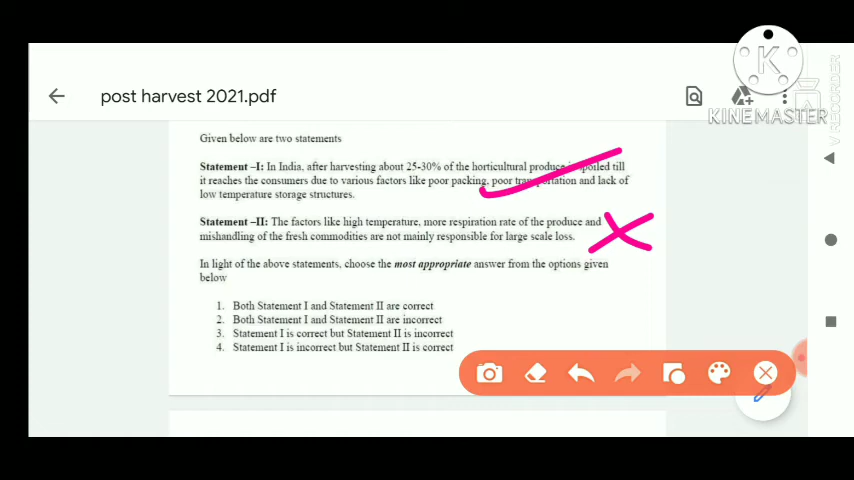 post harvest 2021.pdf
K
KINEMASTER
V RECORDER
Given below are two statements
Statement –I: In India, after harvesting about 25-30% of the horticultural produce is spoiled till
it reaches the consumers due to various factors like poor packing, poor transportation and lack of
low temperature storage structures.
Statement –II: The factors like high temperature, more respiration rate of the produce and
mishandling of the fresh commodities are not mainly responsible for large scale loss.
In light of the above statements, choose the most appropriate answer from the options given
below
1. Both Statement I and Statement II are correct
2. Both Statement I and Statement II are incorrect
3. Statement I is correct but Statement II is incorrect
4. Statement I is incorrect but Statement II is correct